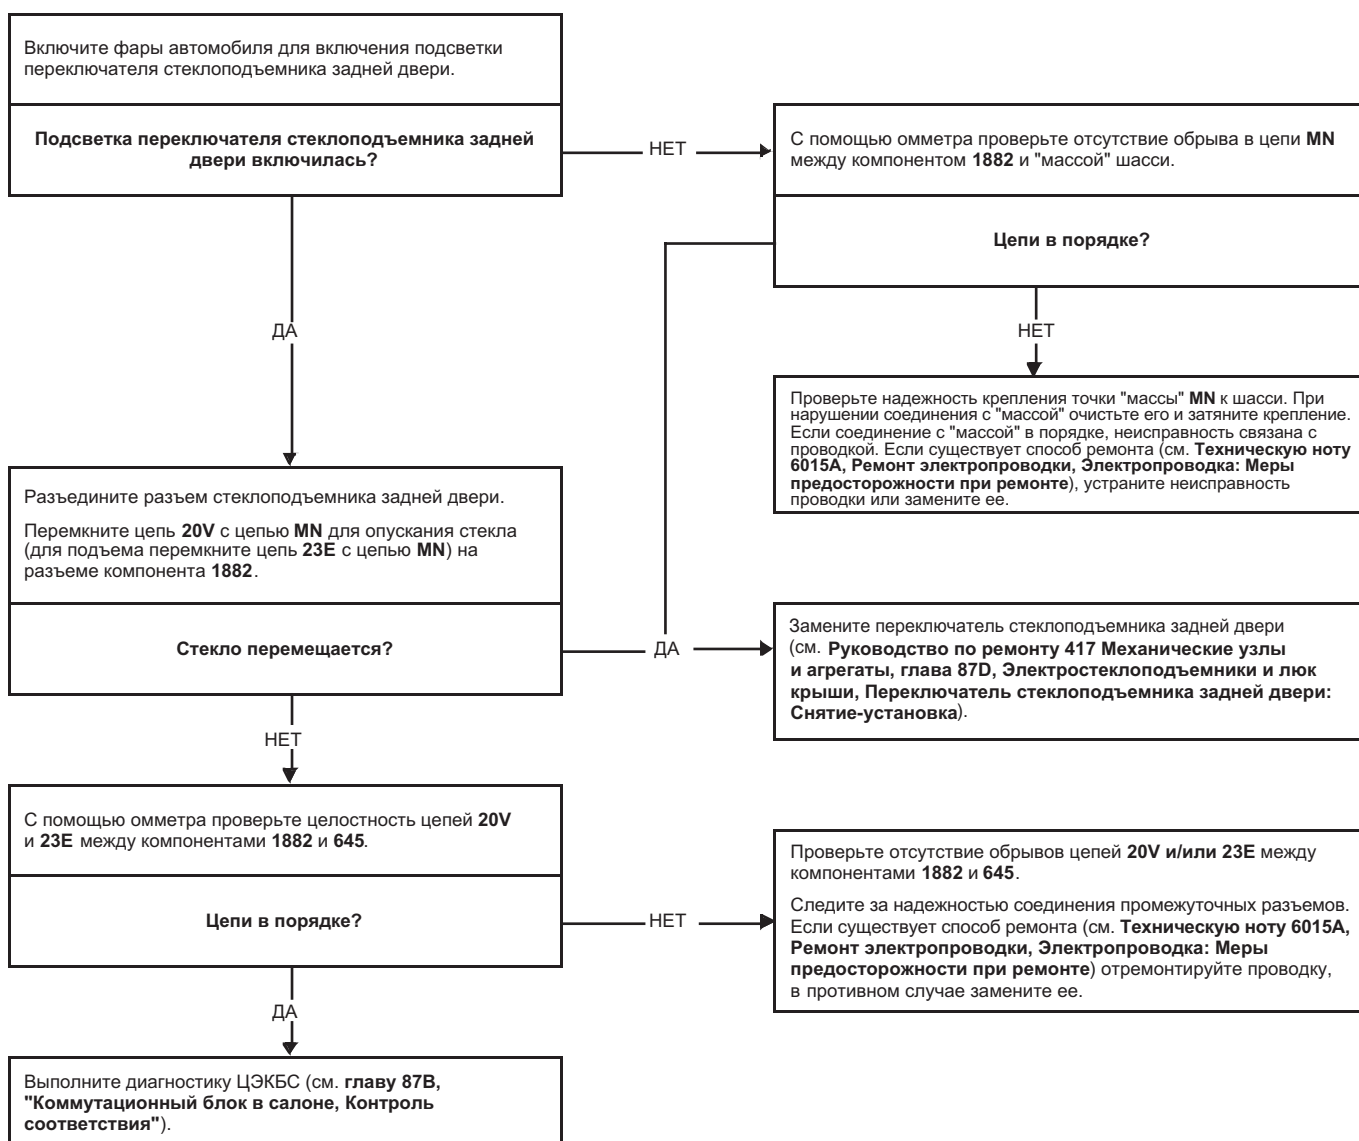 Включите фары автомобиля для включения подсветки
переключателя стеклоподъемника задней двери.
Подсветка переключателя стеклоподъемника задней
двери включилась?
НЕТ
С помощью омметра проверьте отсутствие обрыва в цепи MN
между компонентом 1882 и "массой" шасси.
Цепи в порядке?
ДА
НЕТ
Проверьте надежность крепления точки "массы" MN к шасси. При
нарушении соединения с "массой" очистьте его и затяните крепление.
Если соединение с "массой" в порядке, неисправность связана с
проводкой. Если существует способ ремонта (см. Техническую ноту
6015A, Ремонт электропроводки, Электропроводка: Меры
предосторожности при ремонте), устраните неисправность
проводки или замените ее.
Разъедините разъем стеклоподъемника задней двери.
Перемкните цепь 20V с цепью MN для опускания стекла
(для подъема перемкните цепь 23E с цепью MN) на
разъеме компонента 1882.
Стекло перемещается?
ДА
Замените переключатель стеклоподъемника задней двери
(см. Руководство по ремонту 417 Механические узлы
и агрегаты, глава 87D, Электростеклоподъемники и люк
крыши, Переключатель стеклоподъемника задней двери:
Снятие-установка).
НЕТ
С помощью омметра проверьте целостность цепей 20V
и 23E между компонентами 1882 и 645.
Цепи в порядке?
НЕТ
Проверьте отсутствие обрывов цепей 20V и/или 23E между
компонентами 1882 и 645.
Следите за надежностью соединения промежуточных разъемов.
Если существует способ ремонта (см. Техническую ноту 6015A,
Ремонт электропроводки, Электропроводка: Меры
предосторожности при ремонте) отремонтируйте проводку,
в противном случае замените ее.
ДА
Выполните диагностику ЦЭКБС (см. главу 87B,
"Коммутационный блок в салоне, Контроль
соответствия").